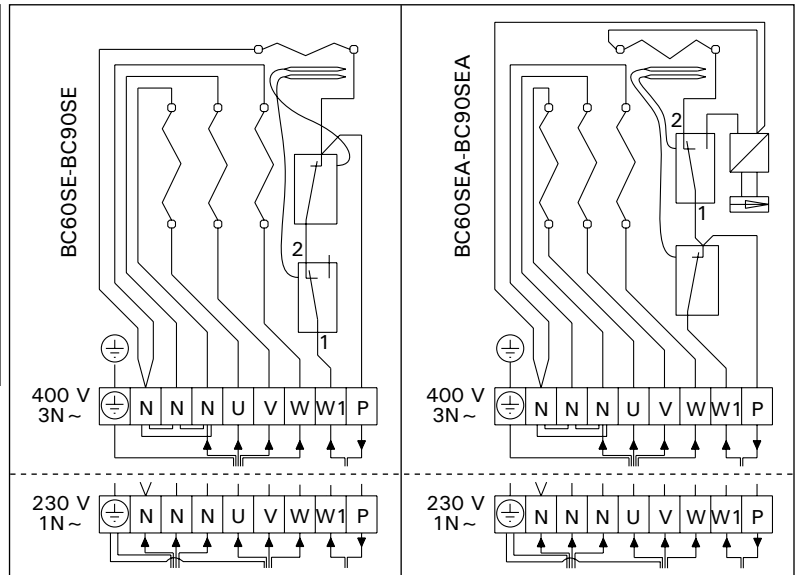 BC60SE-BC90SE
2
1
400 V
3N~
N N N U V W W1 P
230 V
1N~
N N N U V W W1 P
BC60SEA-BC90SEA
2
1
400 V
3N~
N N N U V W W1 P
230 V
1N~
N N N U V W W1 P